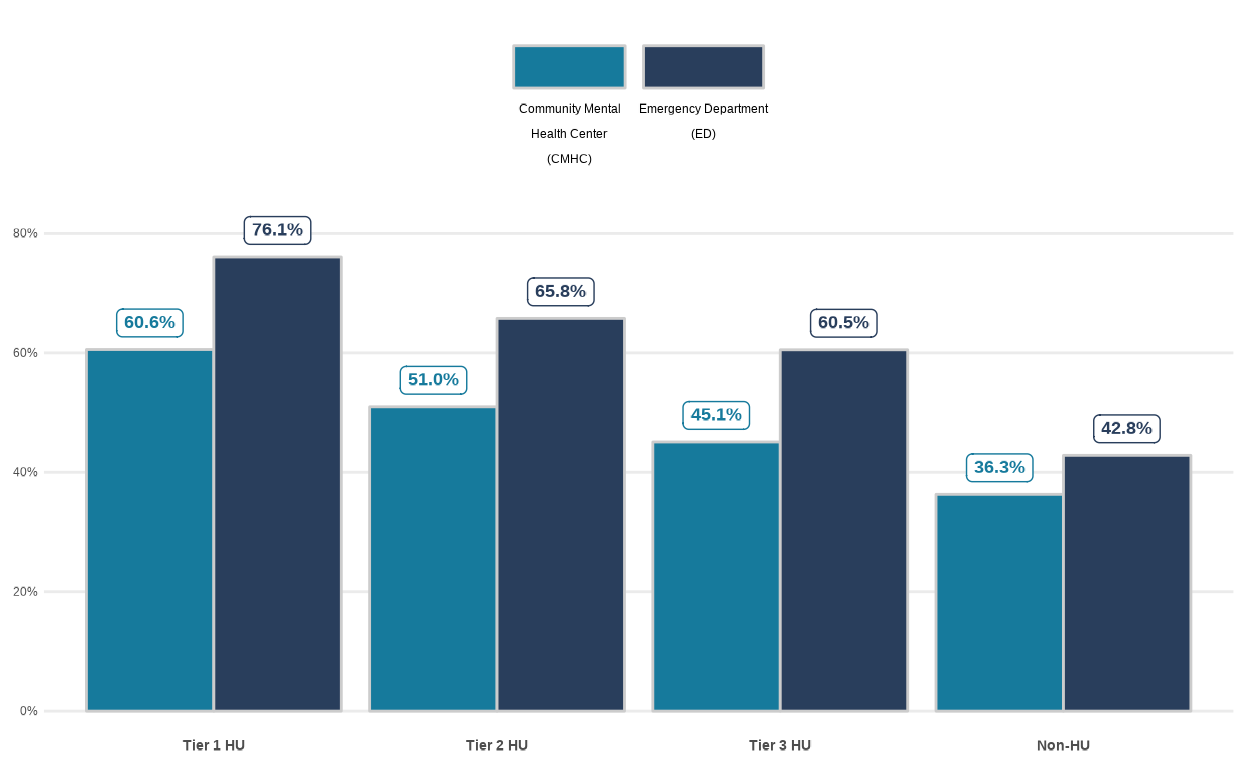 Community Mental
Health Center
(CMHC)
Emergency Department
(ED)
80%
60%
40%
20%
0%
60.6%
76.1%
51.0%
65.8%
45.1%
60.5%
36.3%
42.8%
Tier 1 HU
Tier 2 HU
Tier 3 HU
Non-HU